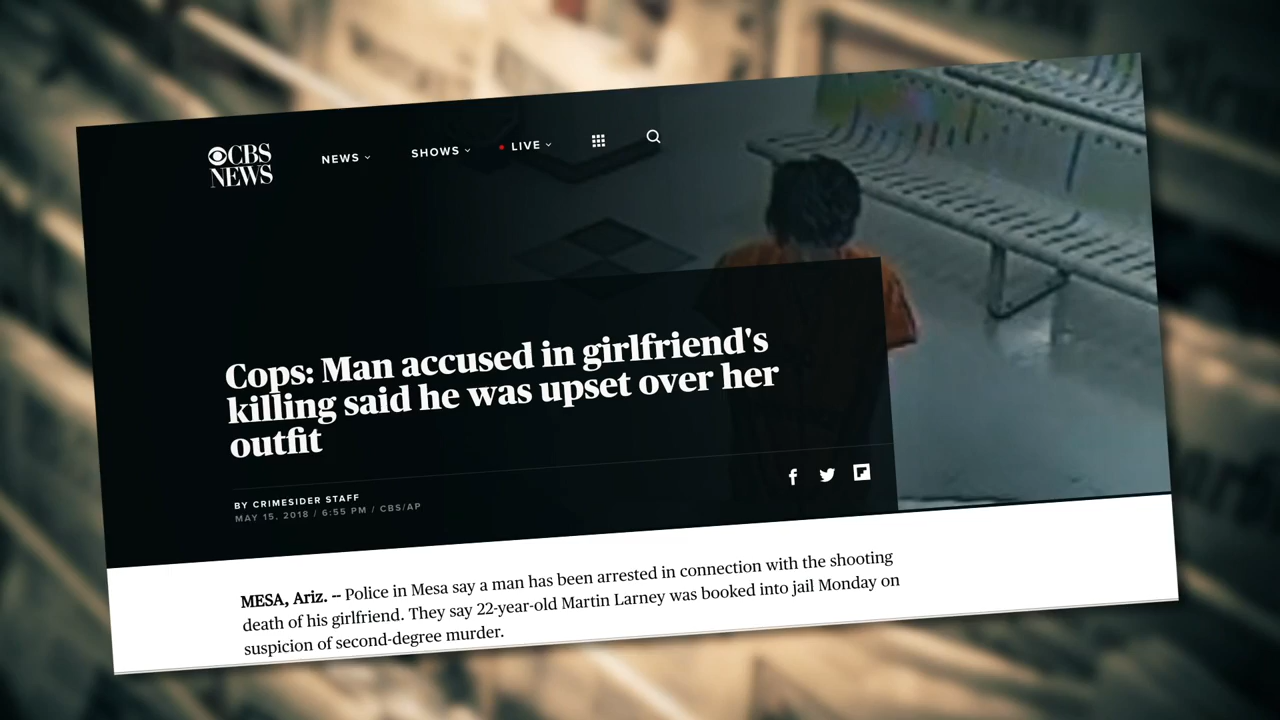 CBS NEWS
NEWS
SHOWS
LIVE
Cops: Man accused in girlfriend's
killing said he was upset over her
outfit
BY CRIMESIDER STAFF
MAY 15, 2018 / 6:55 PM / CBS/AP
MESA, Ariz. -- Police in Mesa say a man has been arrested in connection with the shooting
death of his girlfriend. They say 22-year-old Martin Larney was booked into jail Monday on
suspicion of second-degree murder.